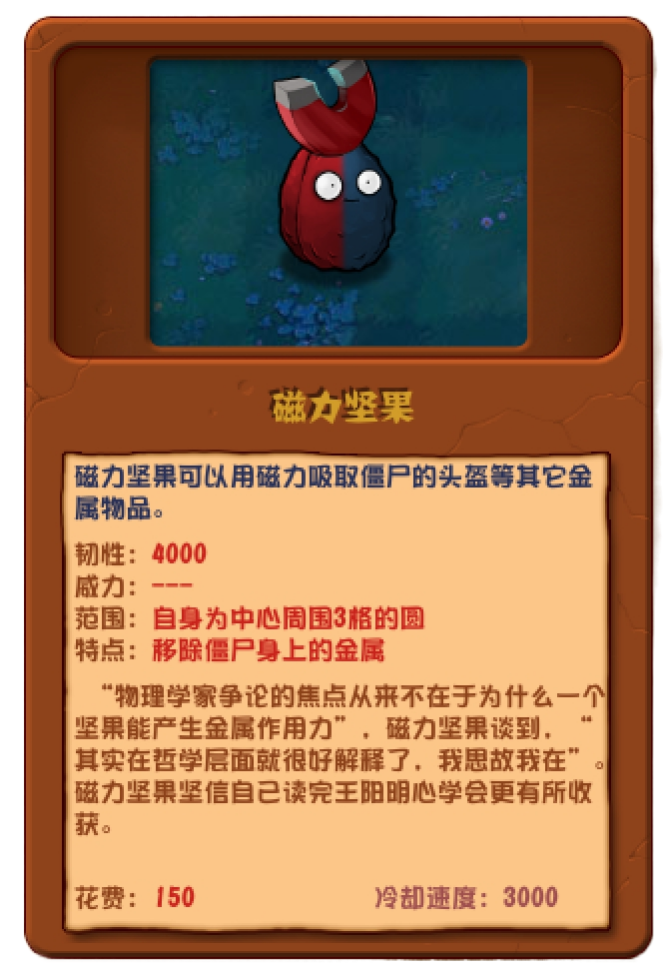 磁力坚果
磁力坚果可以用磁力吸取僵尸的头盔等其它金
属物品。
韧性：4000
威力：---
范围：自身为中心周围3格的圆
特点：移除僵尸身上的金属
“物理学家争论的焦点从来不在于为什么一个
坚果能产生金属作用力”，磁力坚果谈到，“
其实在哲学层面就很好解释了，我思故我在”。
磁力坚果坚信自己读完王阳明心学会更有所收
获。
花费：150 冷却速度：3000